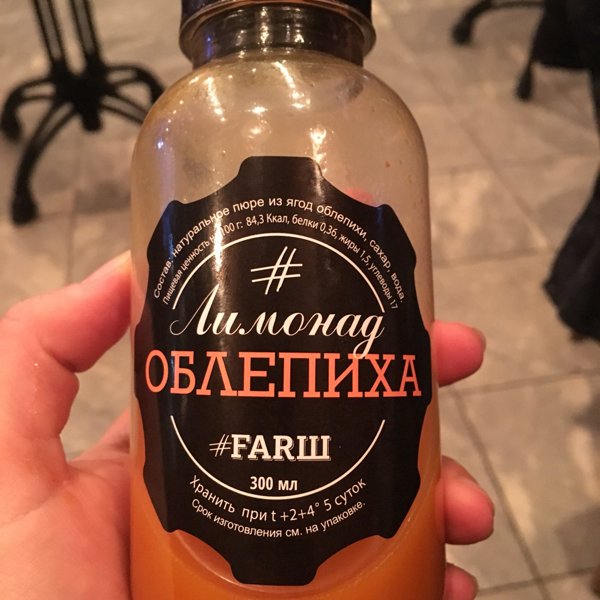 Состав: натуральное пюре из ягод облепихи, сахар, вода.
Пищевая ценность на 100 г: 84,3 Ккал, белки 0,36, жиры 1,5, углеводы 17
#
Лимонад
ОБЛЕПИХА
#FARШ
300 мл
Хранить при t +2+4° 5 суток
Срок изготовления см. на упаковке.